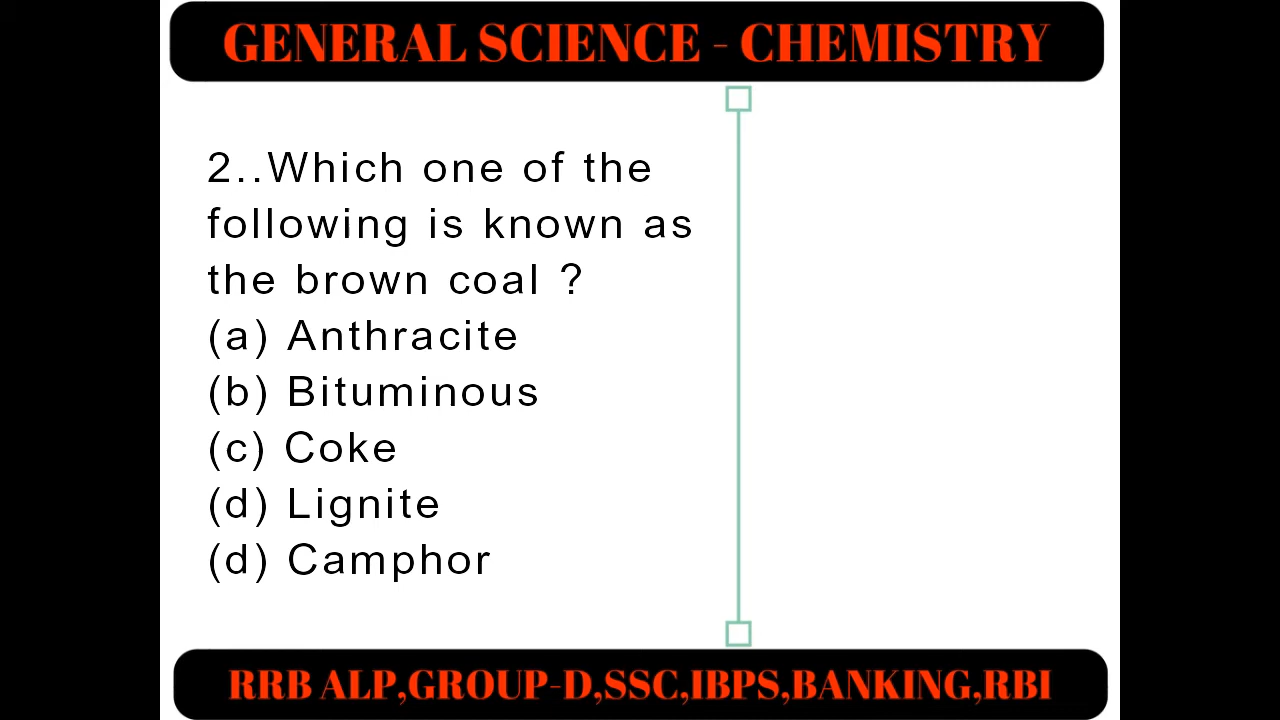 GENERAL SCIENCE - CHEMISTRY
2..Which one of the
following is known as
the brown coal ?
(a) Anthracite
(b) Bituminous
(c) Coke
(d) Lignite
(d) Camphor
RRB ALP,GROUP-D,SSC,IBPS,BANKING,RBI